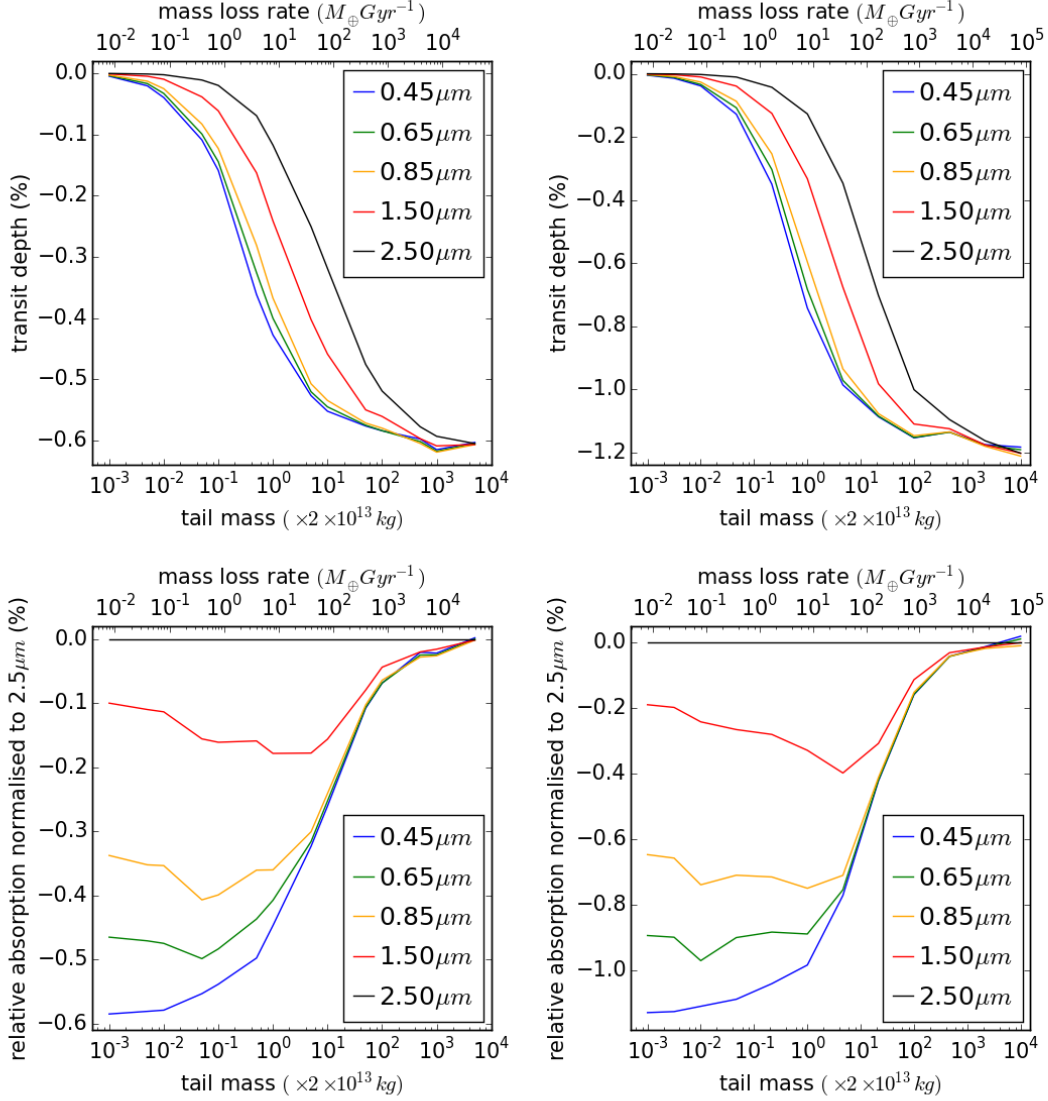 mass loss rate (M⊕Gyr⁻¹)
10⁻² 10⁻¹ 10⁰ 10¹ 10² 10³ 10⁴
0.0
−0.1
−0.2
−0.3
−0.4
−0.5
−0.6
transit depth (%)
0.45μm
0.65μm
0.85μm
1.50μm
2.50μm
10⁻³ 10⁻² 10⁻¹ 10⁰ 10¹ 10² 10³ 10⁴
tail mass ( ×2 ×10¹³ kg)
mass loss rate (M⊕Gyr⁻¹)
10⁻² 10⁻¹ 10⁰ 10¹ 10² 10³ 10⁴ 10⁵
0.0
−0.2
−0.4
−0.6
−0.8
−1.0
−1.2
transit depth (%)
0.45μm
0.65μm
0.85μm
1.50μm
2.50μm
10⁻³ 10⁻² 10⁻¹ 10⁰ 10¹ 10² 10³ 10⁴
tail mass ( ×2 ×10¹³ kg)
mass loss rate (M⊕Gyr⁻¹)
10⁻² 10⁻¹ 10⁰ 10¹ 10² 10³ 10⁴
0.0
−0.1
−0.2
−0.3
−0.4
−0.5
−0.6
relative absorption normalised to 2.5μm (%)
0.45μm
0.65μm
0.85μm
1.50μm
2.50μm
10⁻³ 10⁻² 10⁻¹ 10⁰ 10¹ 10² 10³ 10⁴
tail mass ( ×2 ×10¹³ kg)
mass loss rate (M⊕Gyr⁻¹)
10⁻² 10⁻¹ 10⁰ 10¹ 10² 10³ 10⁴ 10⁵
0.0
−0.2
−0.4
−0.6
−0.8
−1.0
relative absorption normalised to 2.5μm (%)
0.45μm
0.65μm
0.85μm
1.50μm
2.50μm
10⁻³ 10⁻² 10⁻¹ 10⁰ 10¹ 10² 10³ 10⁴
tail mass ( ×2 ×10¹³ kg)